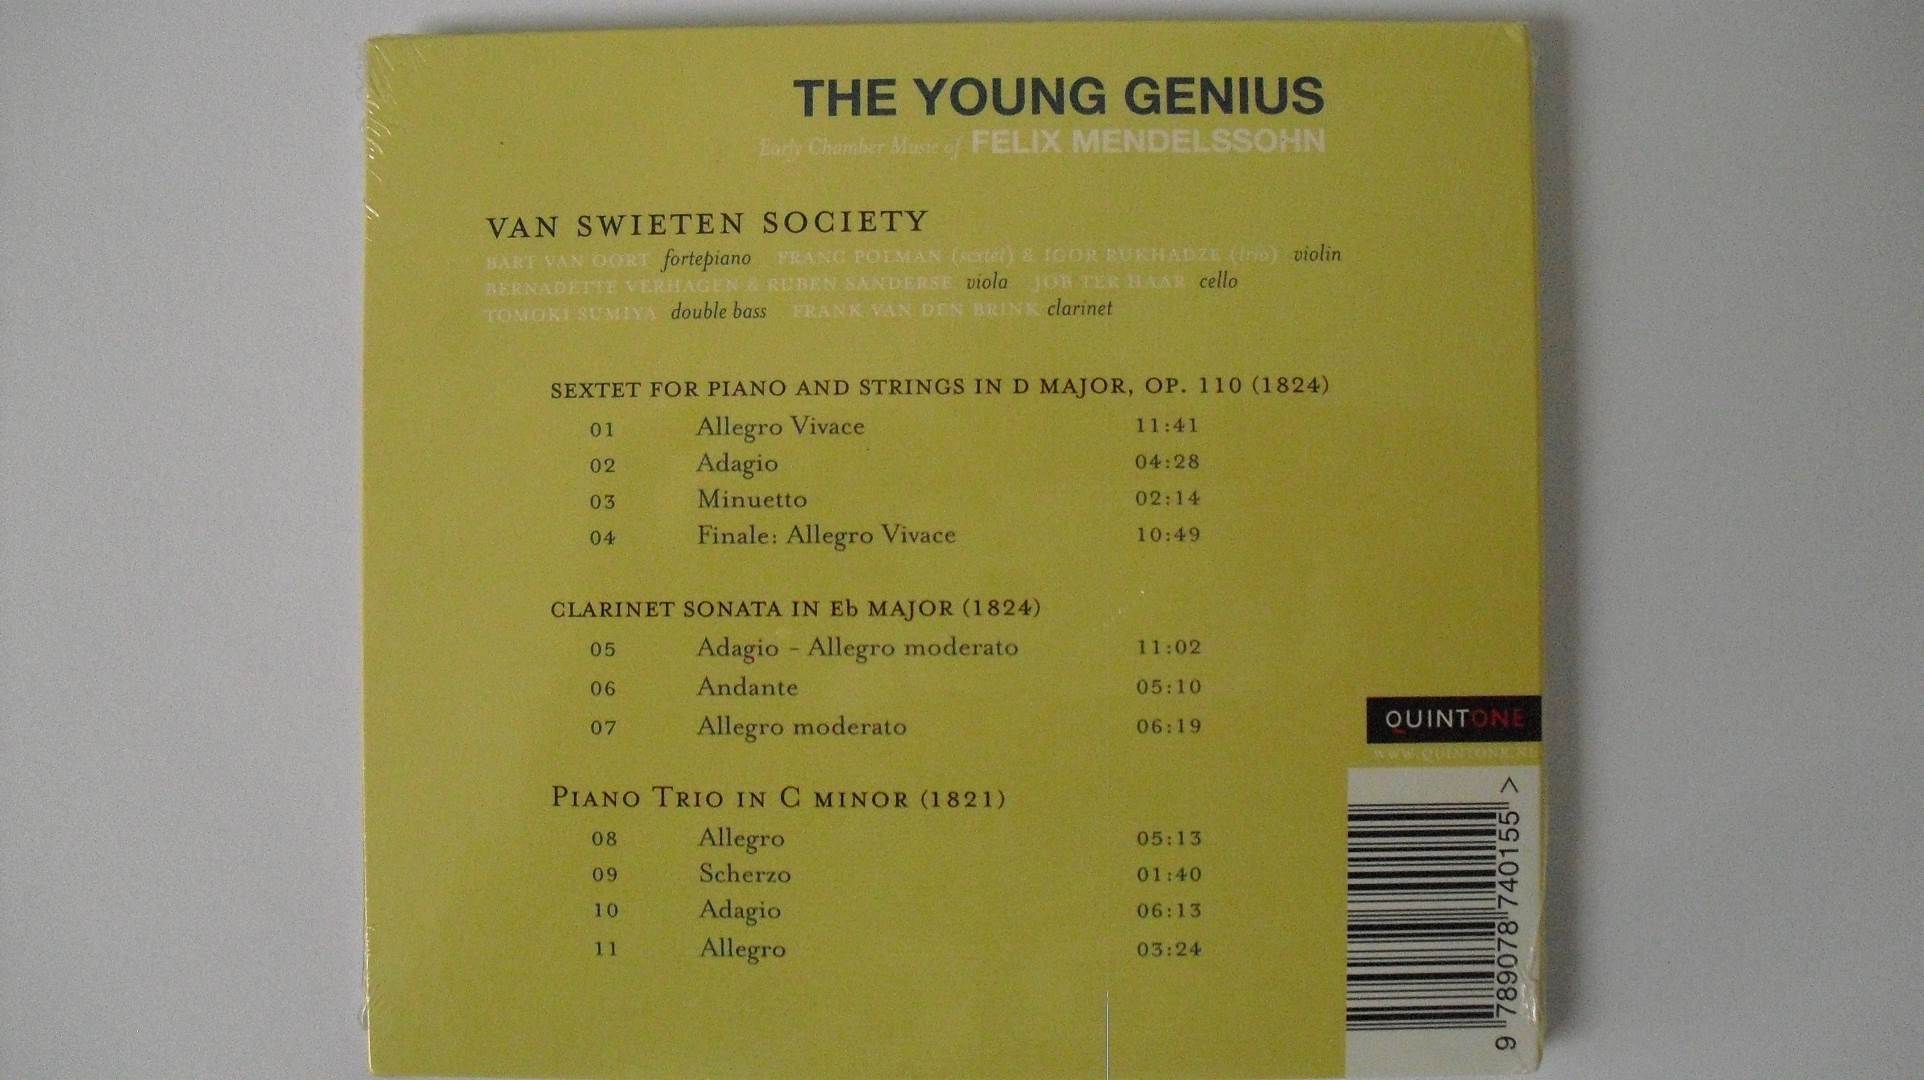 THE YOUNG GENIUS
Early Chamber Music of FELIX MENDELSSOHN
VAN SWIETEN SOCIETY
BART VAN OORT fortepiano FRANC POLMAN (sextet) & IGOR RUKHADZE (trio) violin
BERNADETTE VERHAGEN & RUBEN SANDERSE viola JOB TER HAAR cello
TOMOKI SUMIYA double bass FRANK VAN DEN BRINK clarinet
SEXTET FOR PIANO AND STRINGS IN D MAJOR, OP. 110 (1824)
01 Allegro Vivace 11:41
02 Adagio 04:28
03 Minuetto 02:14
04 Finale: Allegro Vivace 10:49
CLARINET SONATA IN Eb MAJOR (1824)
05 Adagio - Allegro moderato 11:02
06 Andante 05:10
07 Allegro moderato 06:19
PIANO TRIO IN C MINOR (1821)
08 Allegro 05:13
09 Scherzo 01:40
10 Adagio 06:13
11 Allegro 03:24
QUINTONE
WWW.QUINTONE.NL
9 789078 740155 >